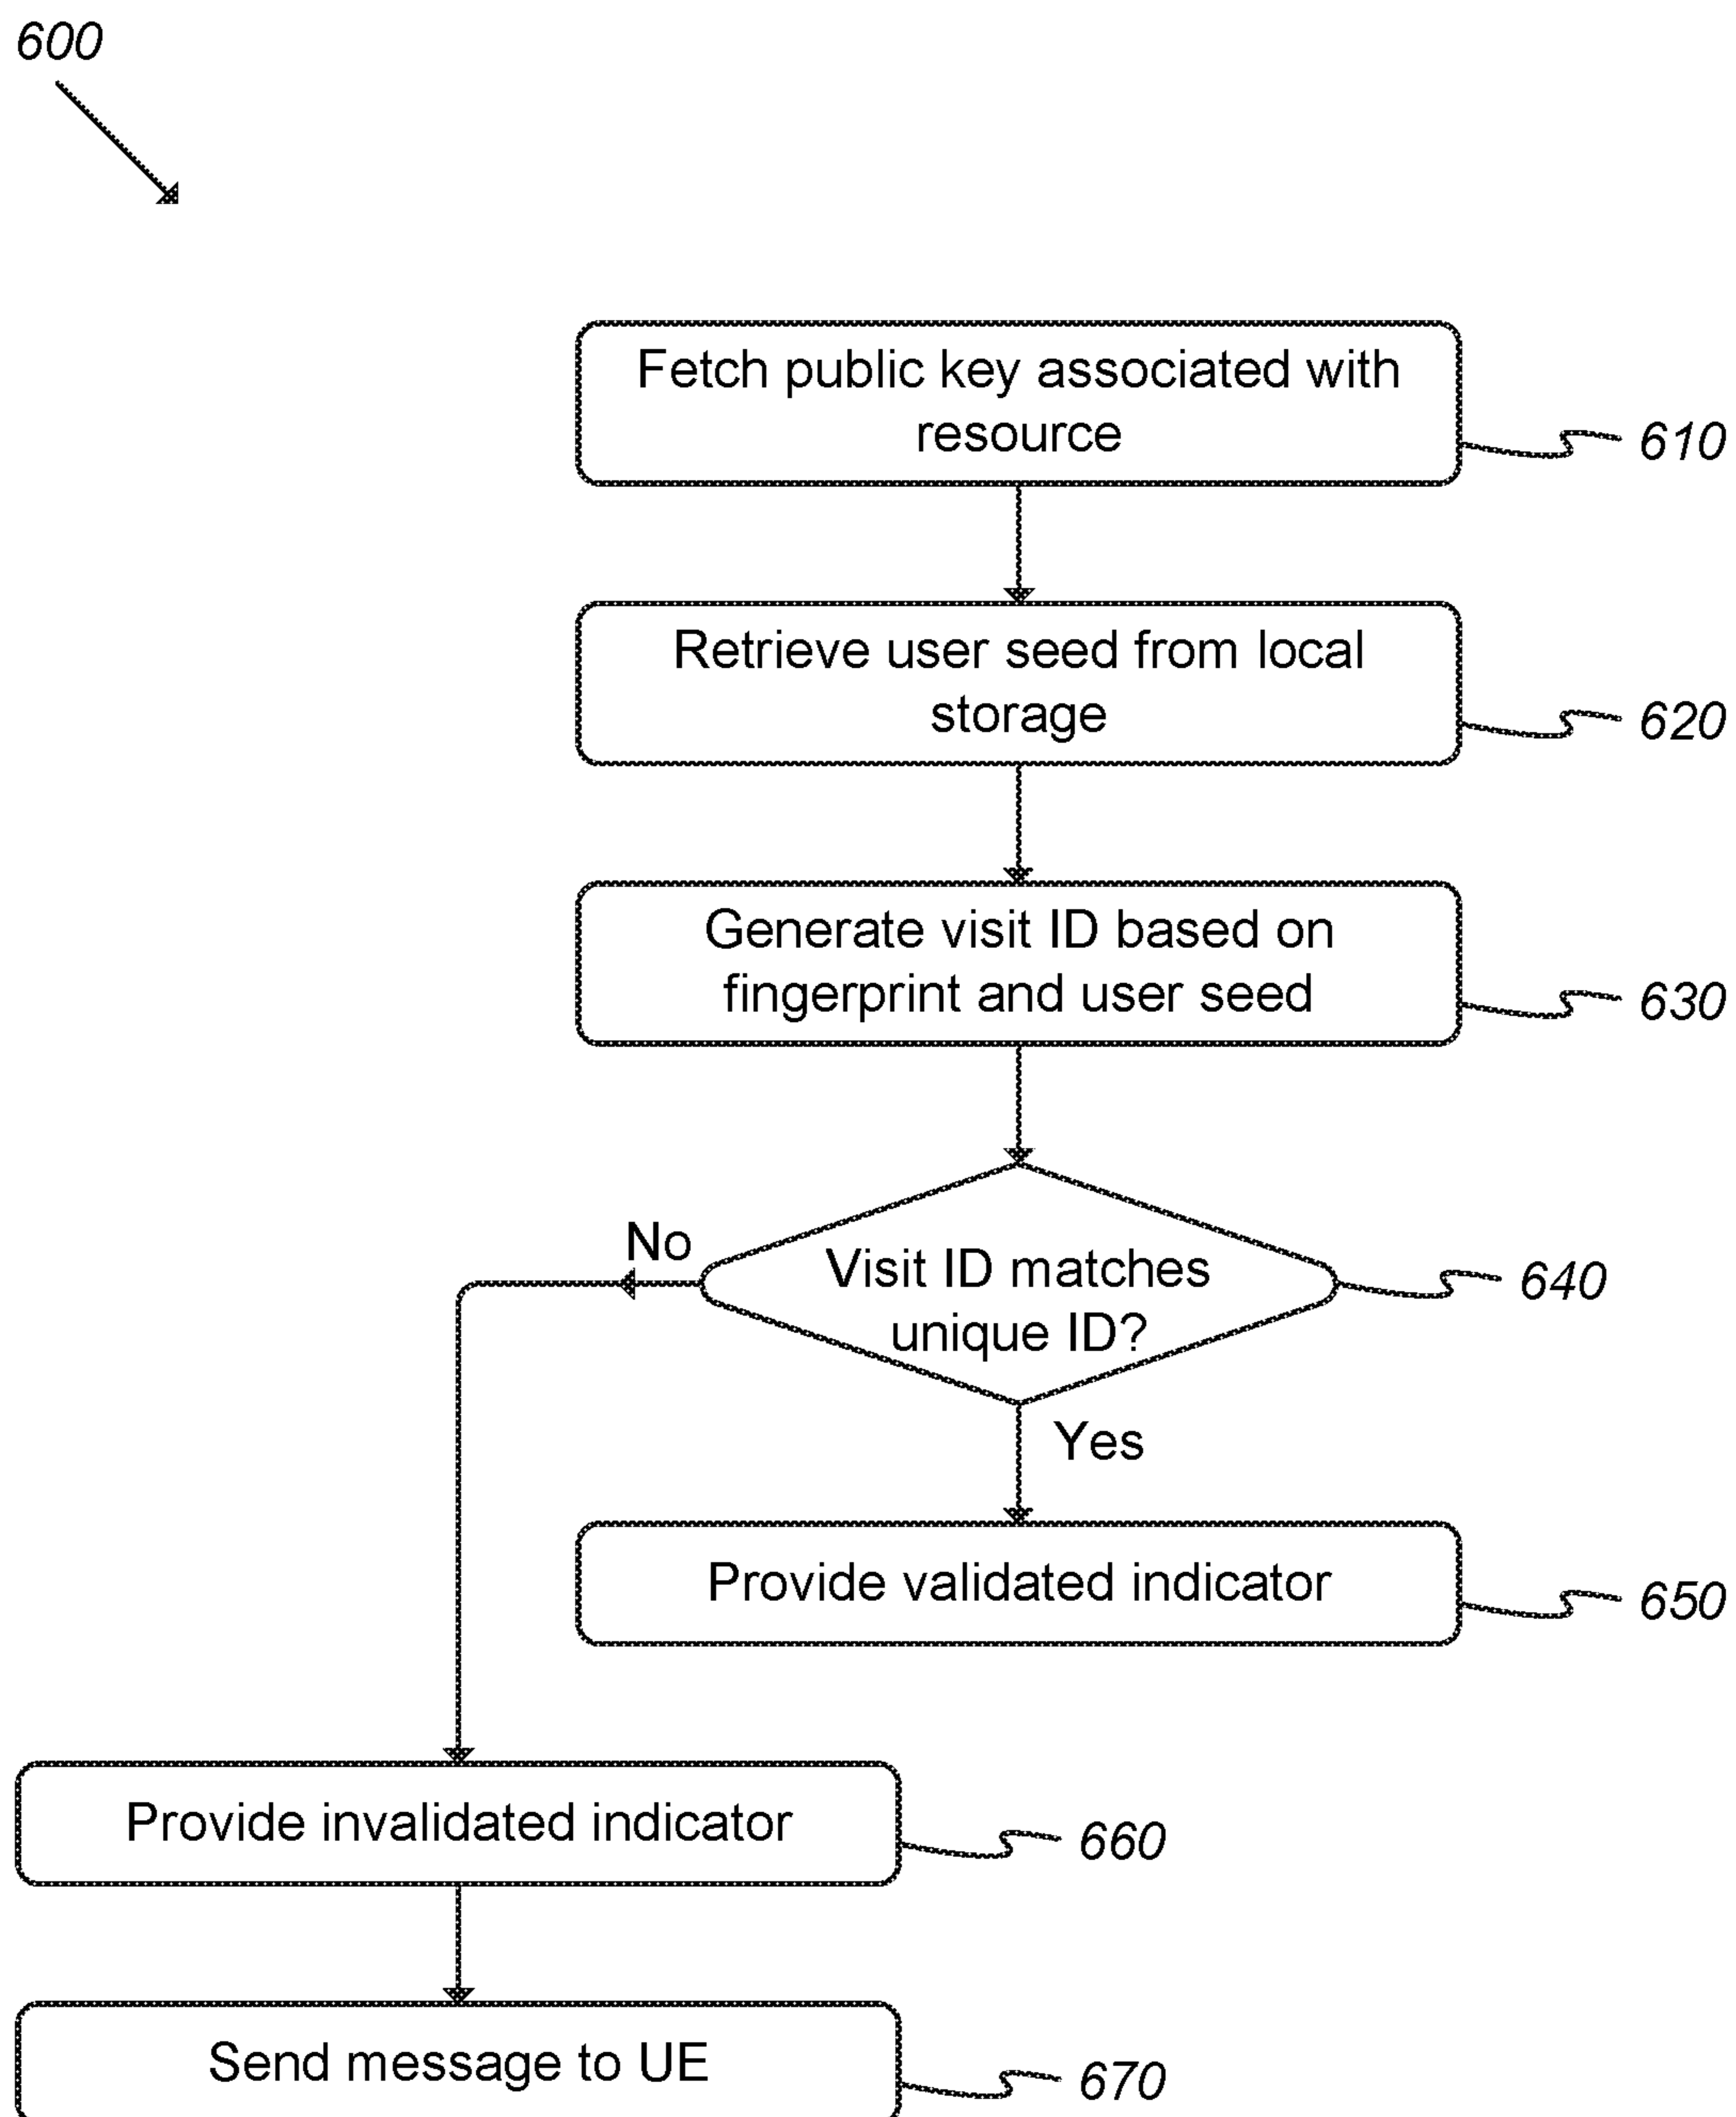 600
Fetch public key associated with
resource
610
Retrieve user seed from local
storage
620
Generate visit ID based on
fingerprint and user seed
630
No
Visit ID matches
unique ID?
640
Yes
Provide validated indicator
650
Provide invalidated indicator
660
Send message to UE
670